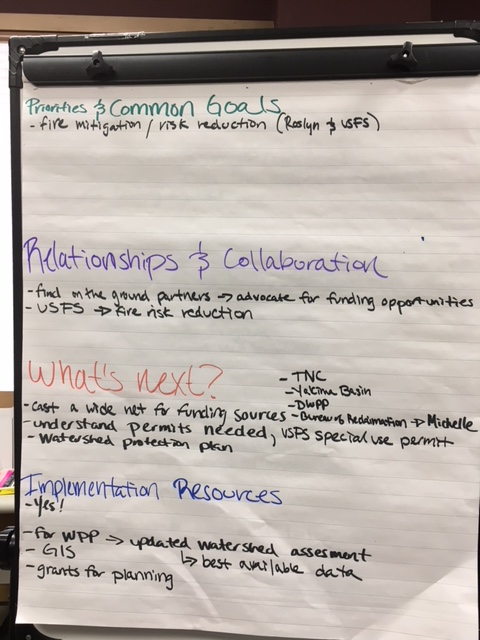 Priorities & Common Goals
- fire mitigation / risk reduction (Roslyn & USFS)
Relationships & Collaboration
- find on the ground partners → advocate for funding opportunities
- USFS → fire risk reduction
What's next?
- TNC
- Yakima Basin
- DWPP
- Bureau of Reclamation → Michelle
- cast a wide net for funding sources
- understand permits needed, USFS special use permit
- Watershed protection plan
Implementation Resources
- Yes!
- for WPP → updated watershed assesment
↳ best available data
- GIS
- grants for planning